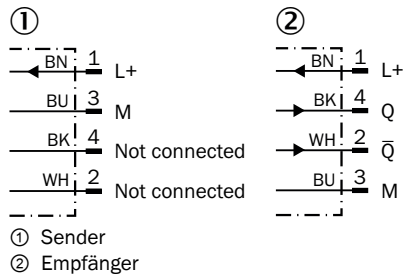 ①
BN 1 L+
BU 3 M
BK 4 Not connected
WH 2 Not connected
②
BN 1 L+
BK 4 Q
WH 2 Q̅
BU 3 M
① Sender
② Empfänger